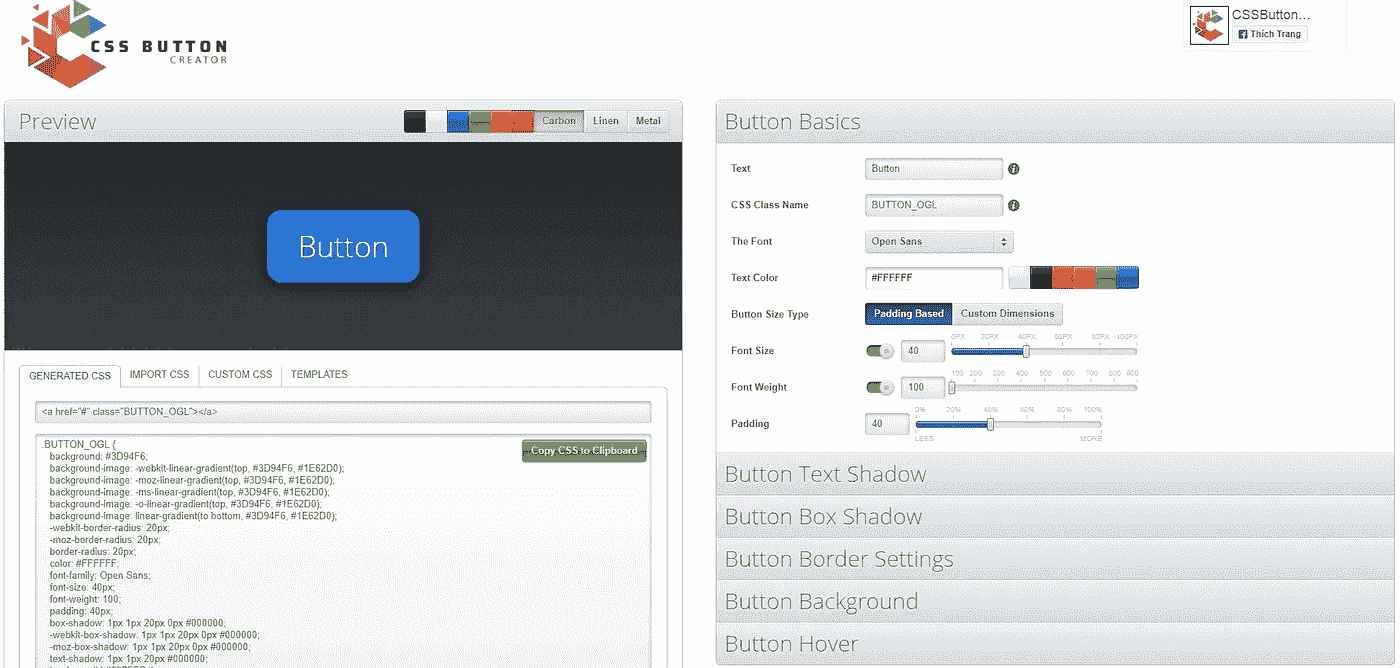 CSS BUTTON
CREATOR
CSSButton...
Thích Trang
Preview
Carbon Linen Metal
Button
GENERATED CSS IMPORT CSS CUSTOM CSS TEMPLATES
<a href="#" class="BUTTON_OGL"></a>
Copy CSS to Clipboard
.BUTTON_OGL {
background: #3D94F6;
background-image: -webkit-linear-gradient(top, #3D94F6, #1E62D0);
background-image: -moz-linear-gradient(top, #3D94F6, #1E62D0);
background-image: -ms-linear-gradient(top, #3D94F6, #1E62D0);
background-image: -o-linear-gradient(top, #3D94F6, #1E62D0);
background-image: linear-gradient(to bottom, #3D94F6, #1E62D0);
-webkit-border-radius: 20px;
-moz-border-radius: 20px;
border-radius: 20px;
color: #FFFFFF;
font-family: Open Sans;
font-size: 40px;
font-weight: 100;
padding: 40px;
box-shadow: 1px 1px 20px 0px #000000;
-webkit-box-shadow: 1px 1px 20px 0px #000000;
-moz-box-shadow: 1px 1px 20px 0px #000000;
text-shadow: 1px 1px 20px #000000;
Button Basics
Text Button
CSS Class Name BUTTON_OGL
The Font Open Sans
Text Color #FFFFFF
Button Size Type Padding Based Custom Dimensions
0PX 20PX 40PX 60PX 80PX 100PX
Font Size 40
100 200 300 400 500 600 700 800 900
Font Weight 100
0% 20% 40% 60% 80% 100%
Padding 40
LESS MORE
Button Text Shadow
Button Box Shadow
Button Border Settings
Button Background
Button Hover